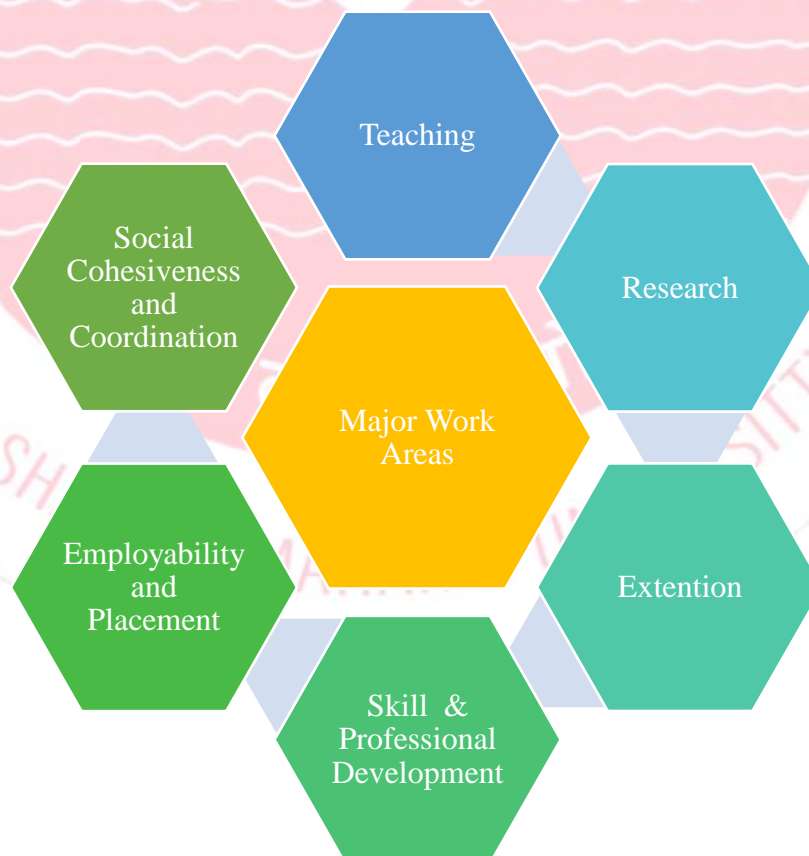 Teaching
Social
Cohesiveness
and
Coordination
Research
Major Work
Areas
Employability
and
Placement
Extention
Skill &
Professional
Development